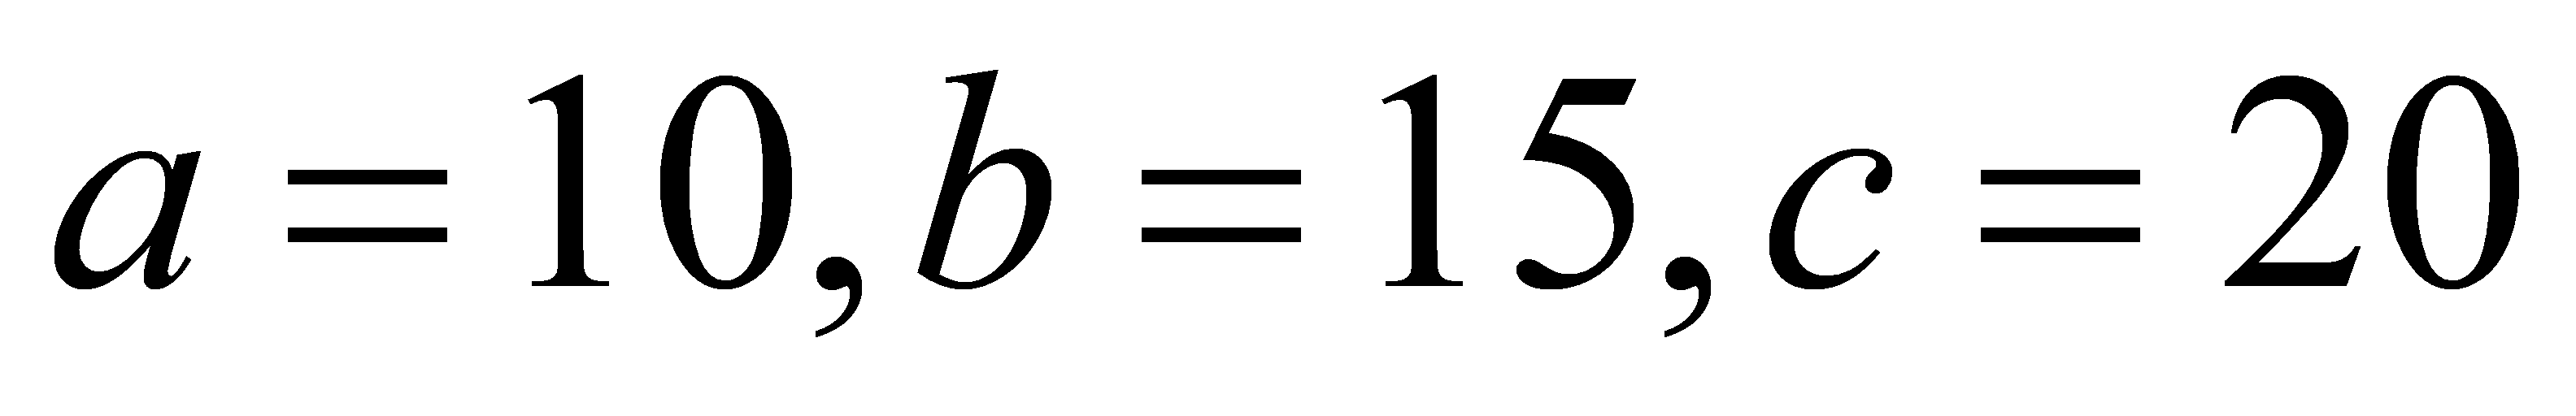 a = 10, b = 15, c = 20